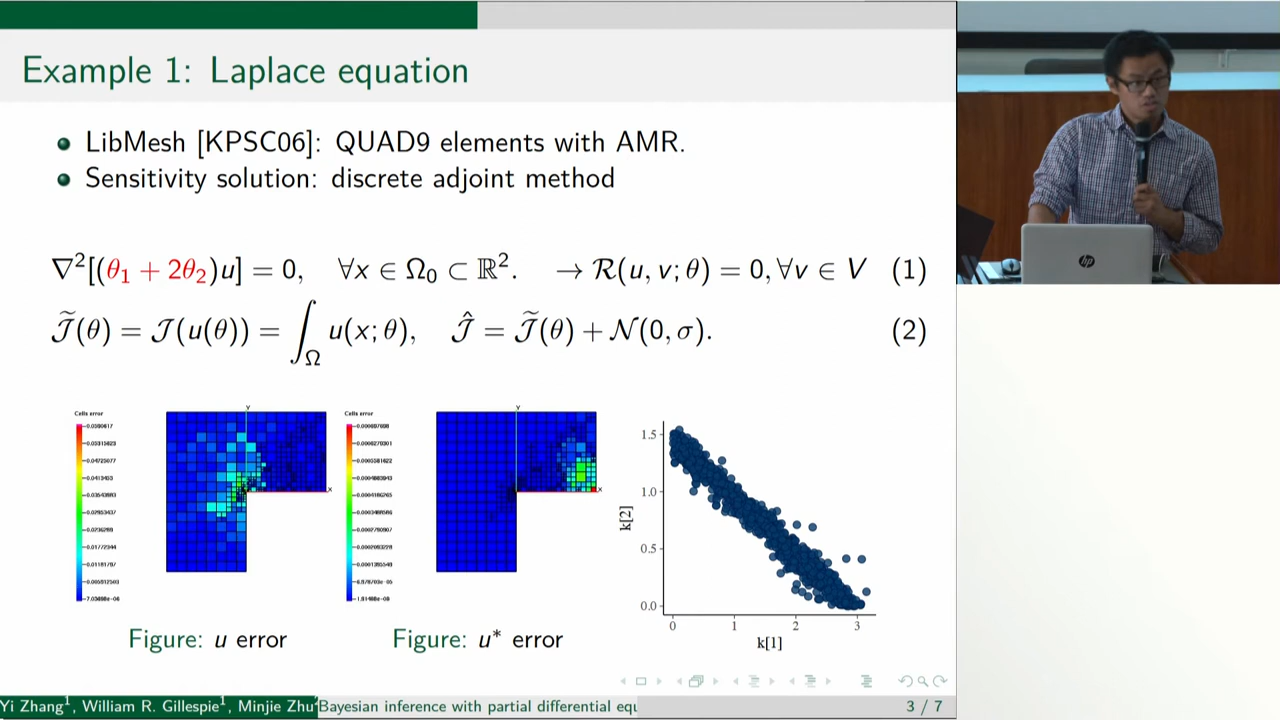 Example 1: Laplace equation
LibMesh [KPSC06]: QUAD9 elements with AMR.
Sensitivity solution: discrete adjoint method
∇²[(θ₁ + 2θ₂)u] = 0, ∀x ∈ Ω₀ ⊂ ℝ². → R(u, v; θ) = 0, ∀v ∈ V (1)
J̃(θ) = J(u(θ)) = ∫_Ω u(x; θ), Ĵ = J̃(θ) + N(0, σ). (2)
Cells error
Y
X
Cells error
Y
X
1.5
1.0
0.5
0.0
k[2]
0 1 2 3
k[1]
Figure: u error
Figure: u* error
Yi Zhang¹, William R. Gillespie¹, Minjie Zhu
Bayesian inference with partial differential equ
3 / 7
hp